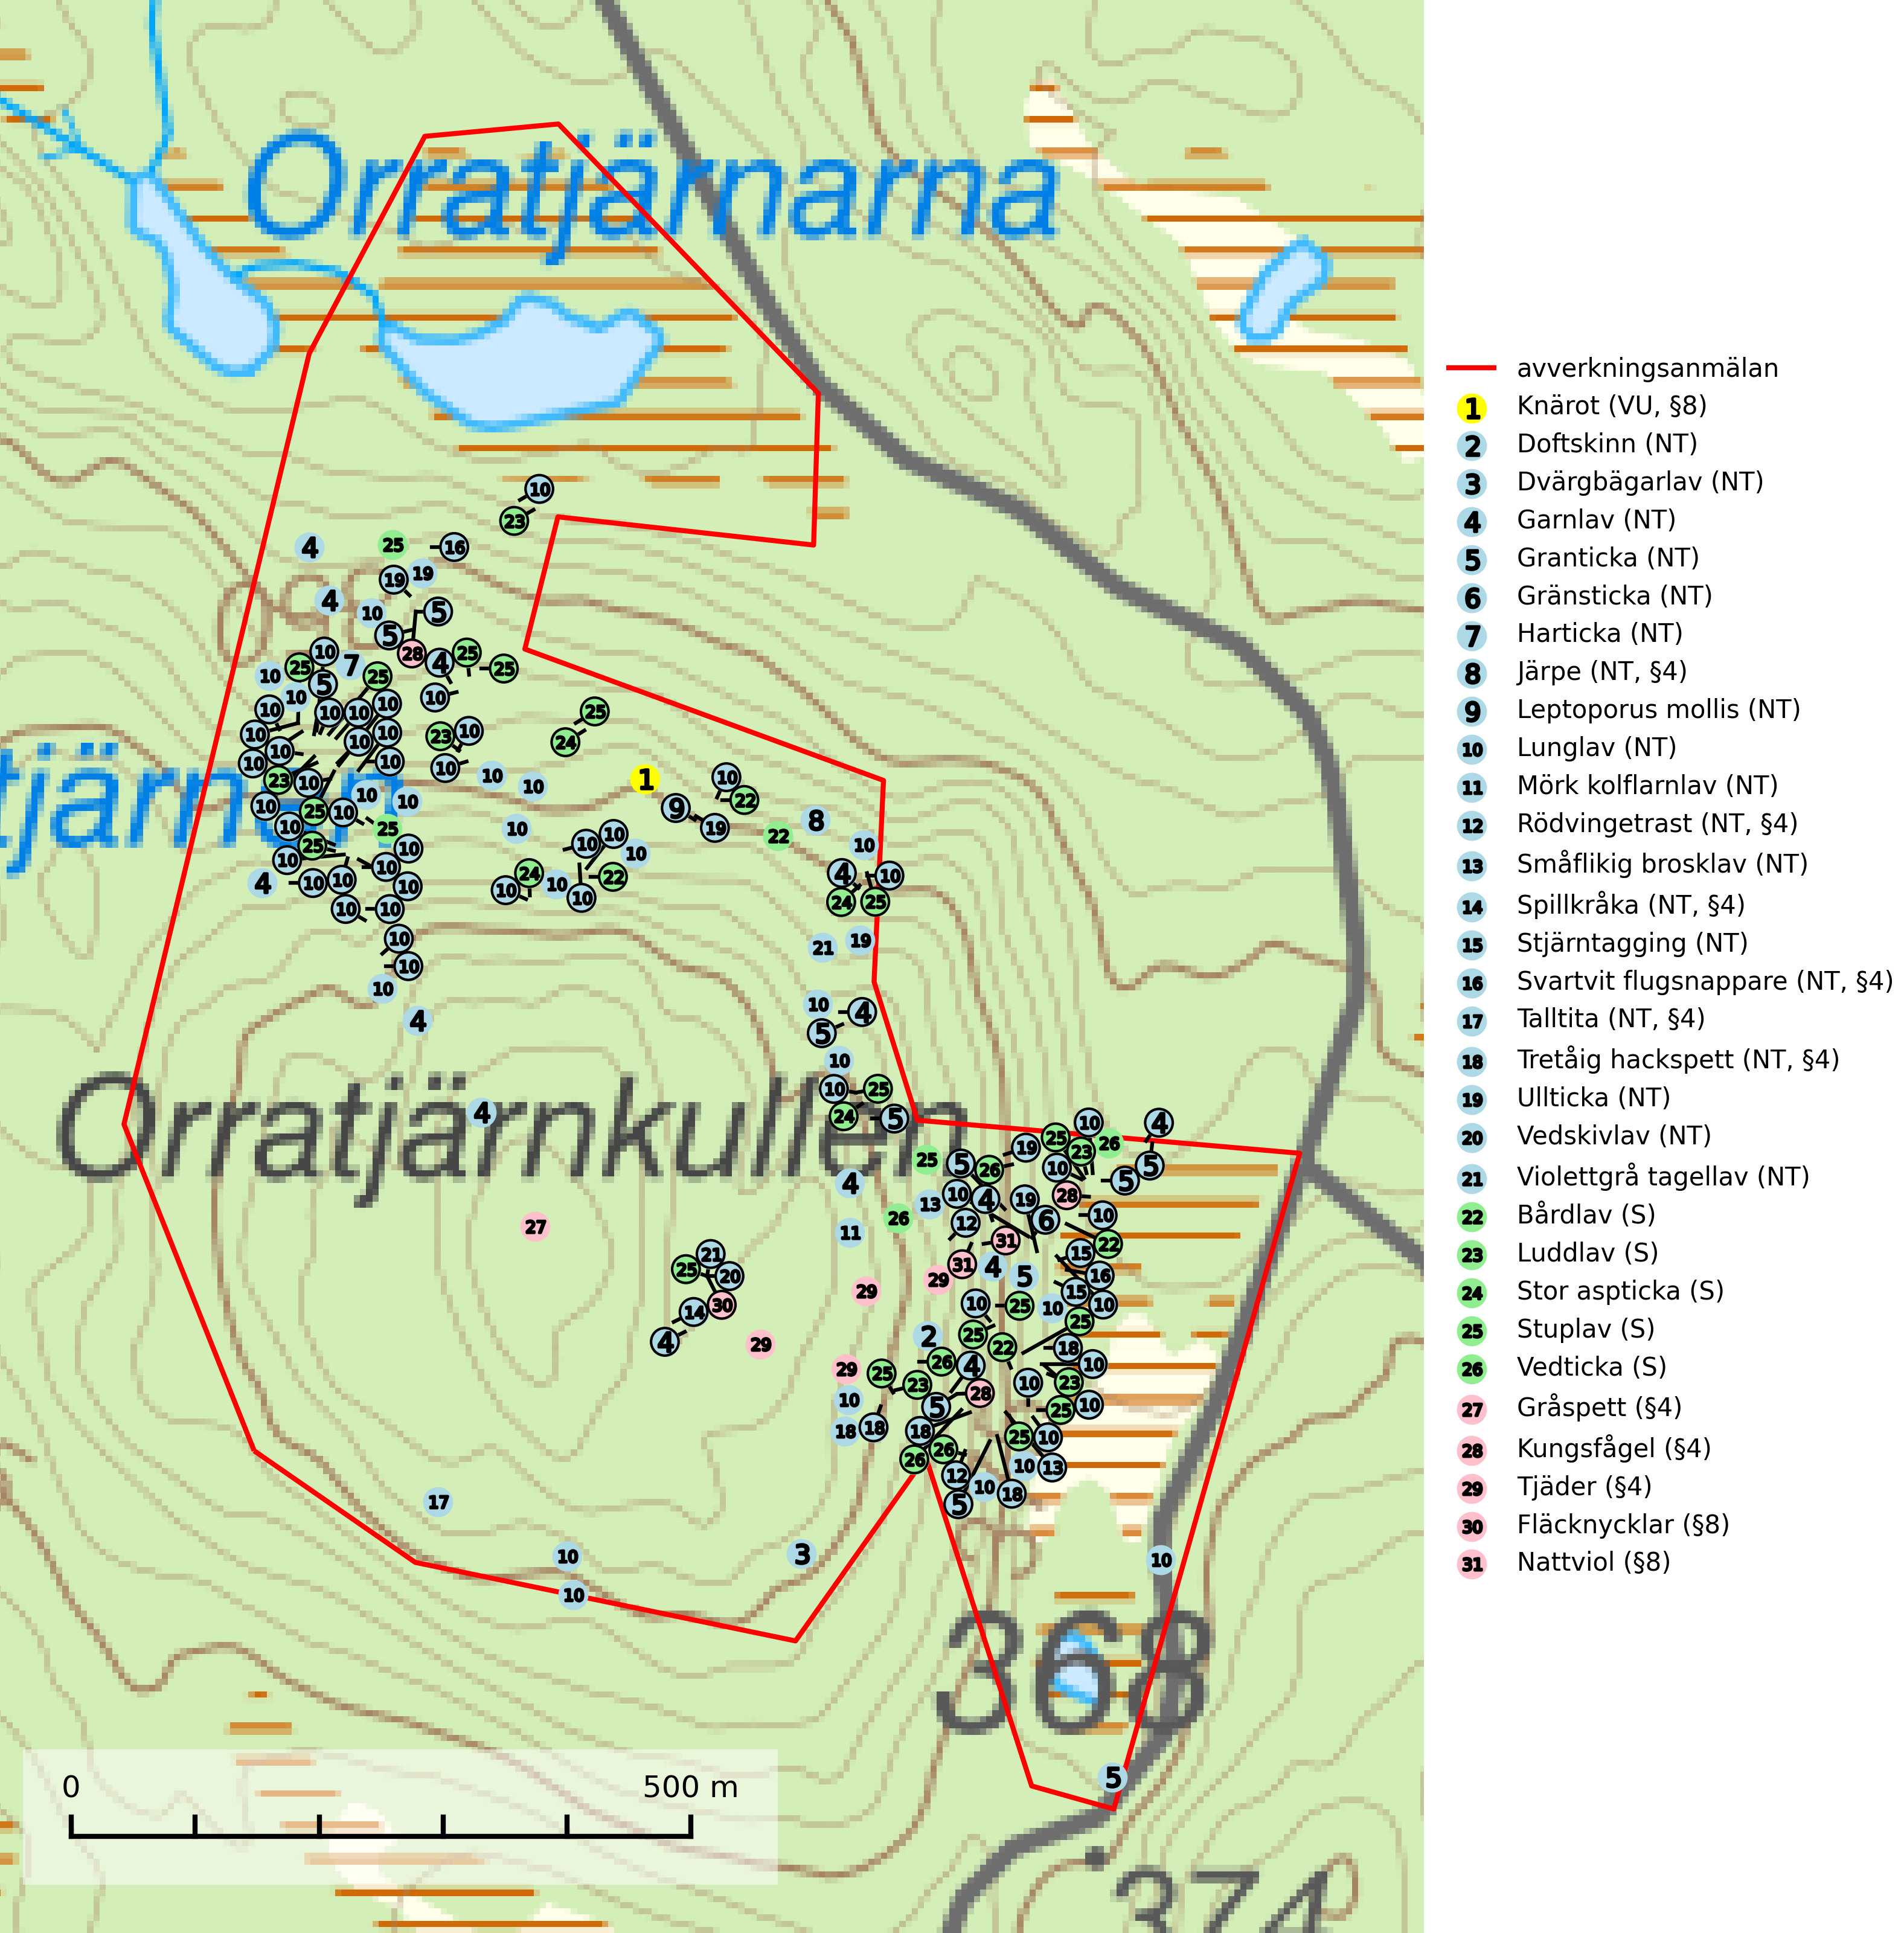 Orratjärnarna
tjärn
Orratjärnkullen
368
374
0 500 m
avverkningsanmälan
1 Knärot (VU, §8)
2 Doftskinn (NT)
3 Dvärgbägarlav (NT)
4 Garnlav (NT)
5 Granticka (NT)
6 Gränsticka (NT)
7 Harticka (NT)
8 Järpe (NT, §4)
9 Leptoporus mollis (NT)
10 Lunglav (NT)
11 Mörk kolflarnlav (NT)
12 Rödvingetrast (NT, §4)
13 Småflikig brosklav (NT)
14 Spillkråka (NT, §4)
15 Stjärntagging (NT)
16 Svartvit flugsnappare (NT, §4)
17 Talltita (NT, §4)
18 Tretåig hackspett (NT, §4)
19 Ullticka (NT)
20 Vedskivlav (NT)
21 Violettgrå tagellav (NT)
22 Bårdlav (S)
23 Luddlav (S)
24 Stor aspticka (S)
25 Stuplav (S)
26 Vedticka (S)
27 Gråspett (§4)
28 Kungsfågel (§4)
29 Tjäder (§4)
30 Fläcknycklar (§8)
31 Nattviol (§8)